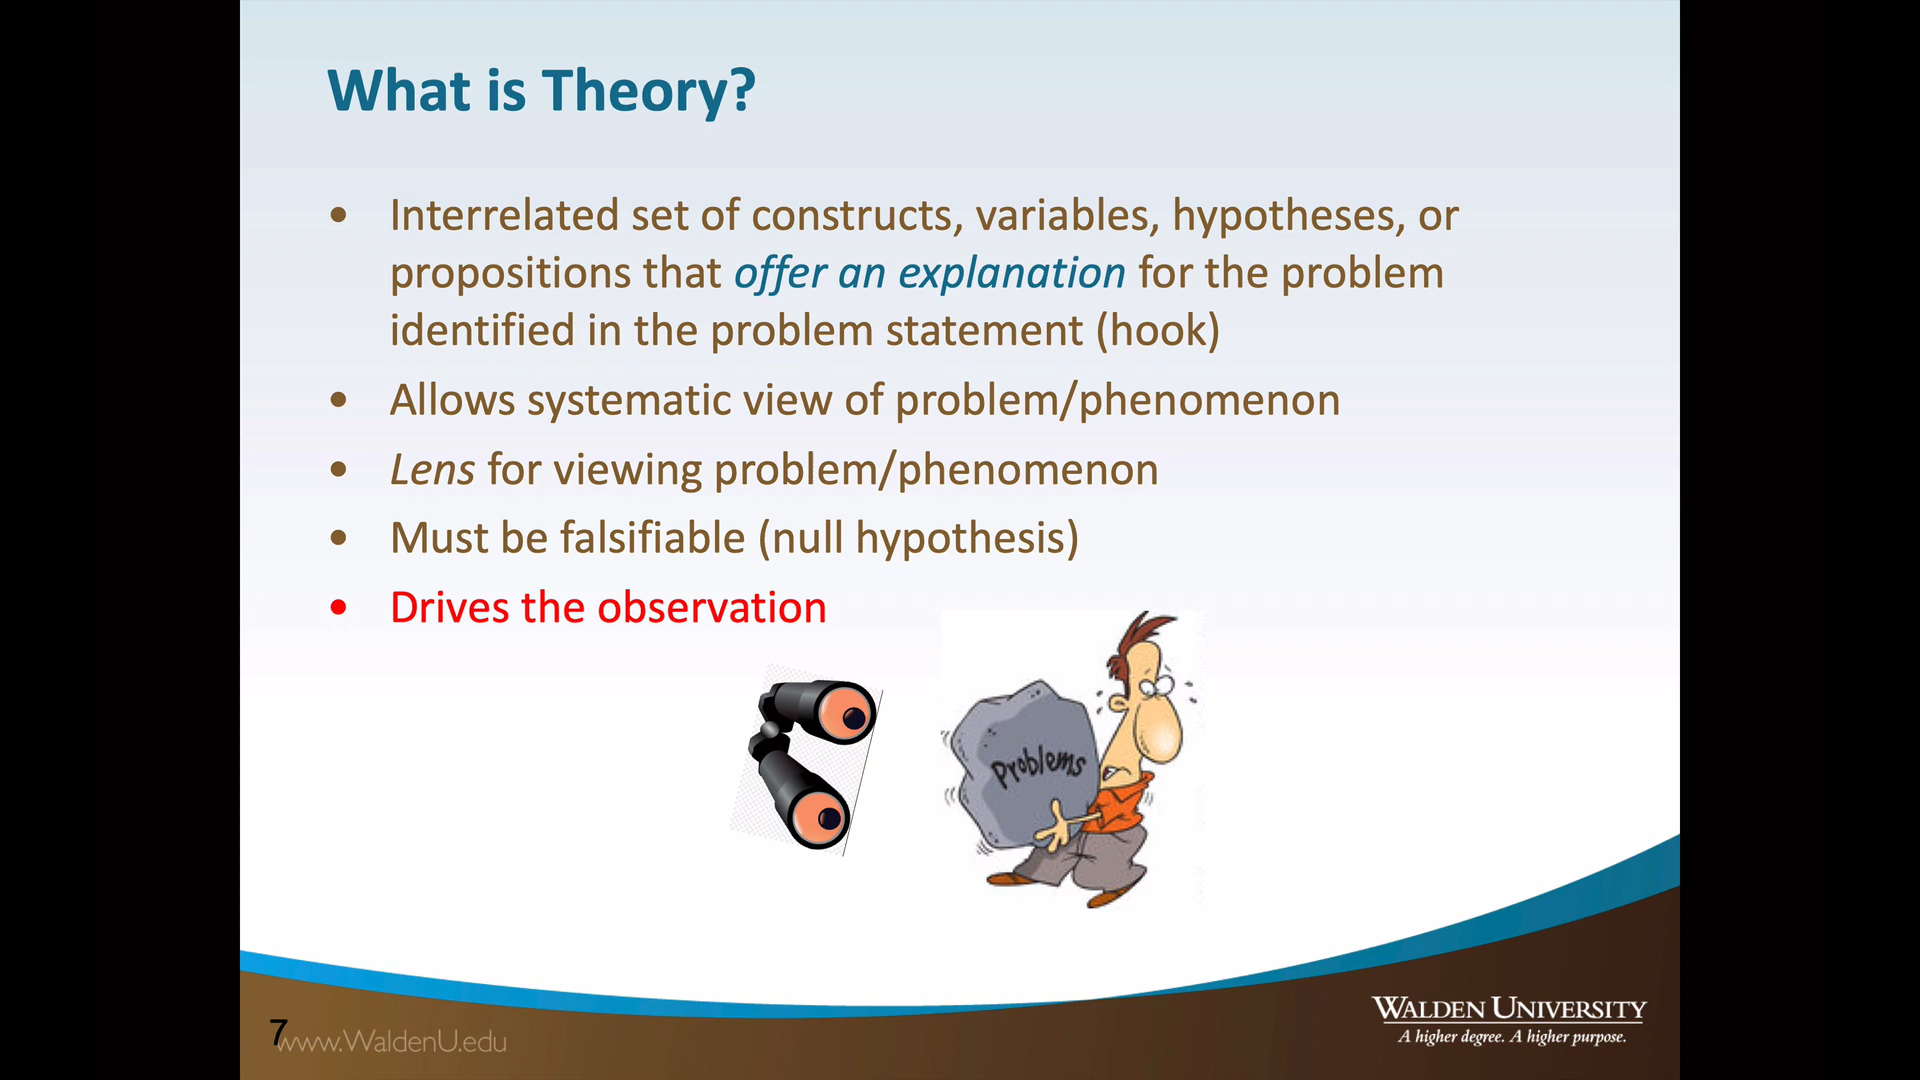 What is Theory?
• Interrelated set of constructs, variables, hypotheses, or
propositions that offer an explanation for the problem
identified in the problem statement (hook)
• Allows systematic view of problem/phenomenon
• Lens for viewing problem/phenomenon
• Must be falsifiable (null hypothesis)
• Drives the observation
Problems
7
www.WaldenU.edu
WALDEN UNIVERSITY
A higher degree. A higher purpose.